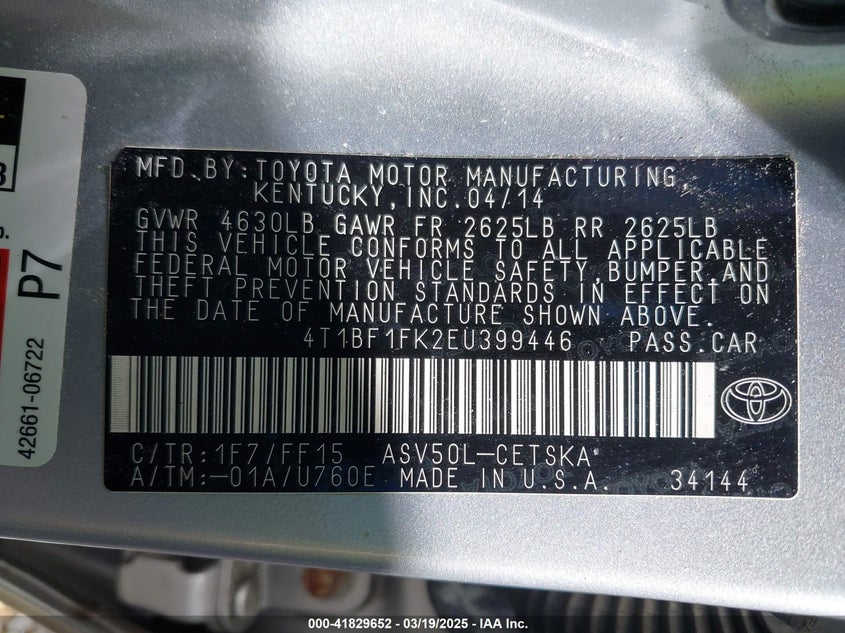 MFD.BY:TOYOTA MOTOR MANUFACTURING,
KENTUCKY,INC.04/14
GVWR 4630LB GAWR FR 2625LB RR 2625LB
THIS VEHICLE CONFORMS TO ALL APPLICABLE
FEDERAL MOTOR VEHICLE SAFETY,BUMPER,AND
THEFT PREVENTION STANDARDS IN EFFECT ON
THE DATE OF MANUFACTURE SHOWN ABOVE.
4T1BF1FK2EU399446 PASS.CAR
C/TR:1F7/FF15 ASV50L-CETSKA
A/TM:-01A/U760E MADE IN U.S.A. 34144
P7
42661-06722
000-41829652 - 03/19/2025 - IAA Inc.